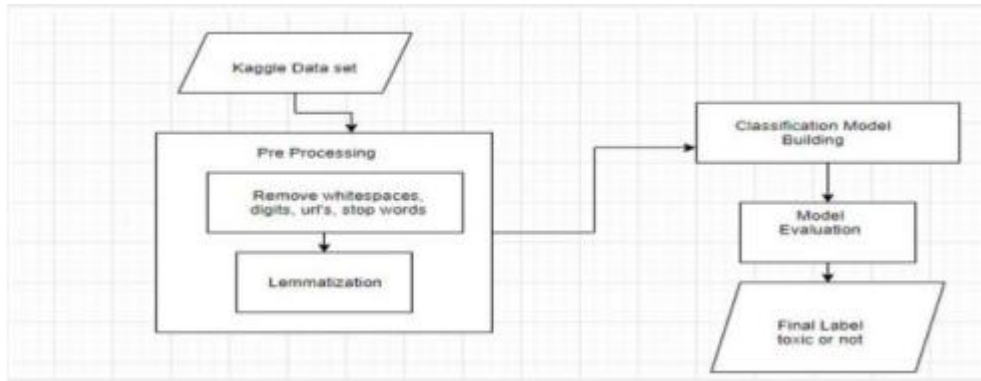 Kaggle Data set
Pre Processing
Remove whitespaces,
digits, url's, stop words
Lemmatization
Classification Model
Building
Model
Evaluation
Final Label
toxic or not